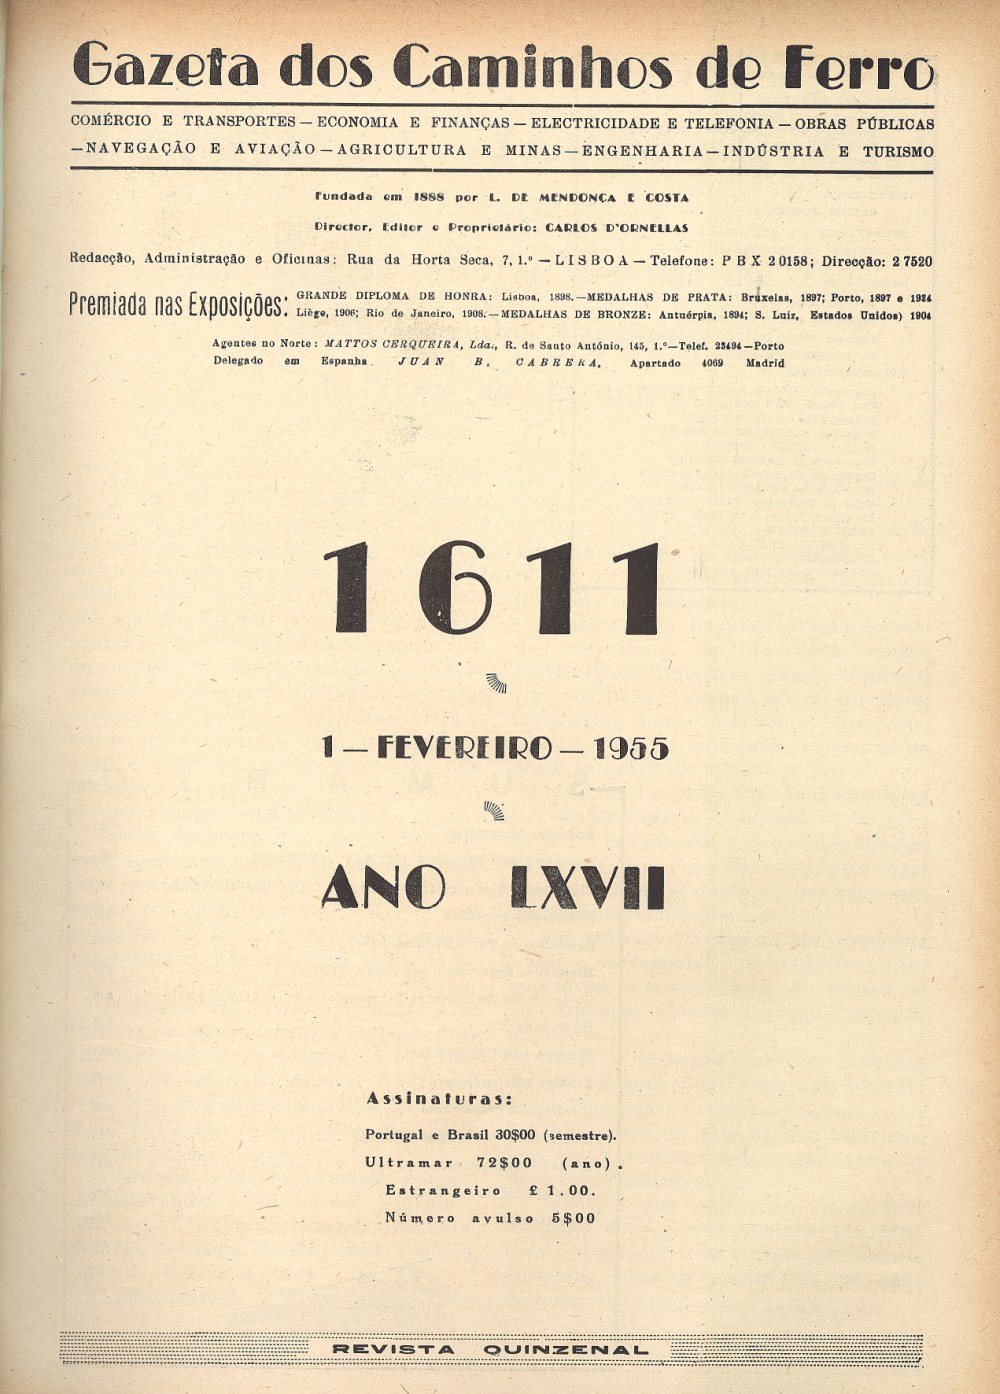 Gazeta dos Caminhos de Ferro
COMÉRCIO E TRANSPORTES — ECONOMIA E FINANÇAS — ELECTRICIDADE E TELEFONIA — OBRAS PÚBLICAS
—NAVEGAÇÃO E AVIAÇÃO—AGRICULTURA E MINAS—ENGENHARIA—INDÚSTRIA E TURISMO
Fundada em 1888 por L. DE MENDONÇA E COSTA
Director, Editor e Proprietário: CARLOS D'ORNELLAS
Redacção, Administração e Oficinas: Rua da Horta Seca, 7, 1.º — LISBOA — Telefone: PBX 20158; Direcção: 27520
Premiada nas Exposições: GRANDE DIPLOMA DE HONRA: Lisboa, 1898.—MEDALHAS DE PRATA: Bruxelas, 1897; Porto, 1897 e 1934
Liège, 1906; Rio de Janeiro, 1908.—MEDALHAS DE BRONZE: Antuérpia, 1894; S. Luiz, Estados Unidos) 1904
Agentes no Norte: MATTOS CERQUEIRA, Lda., R. de Santo António, 145, 1.º—Telef. 23494—Porto
Delegado em Espanha JUAN B. CABRERA, Apartado 4069 Madrid
1611
1 — FEVEREIRO — 1955
ANO LXVII
Assinaturas:
Portugal e Brasil 30$00 (semestre).
Ultramar 72$00 (ano).
Estrangeiro £ 1.00.
Número avulso 5$00
REVISTA QUINZENAL